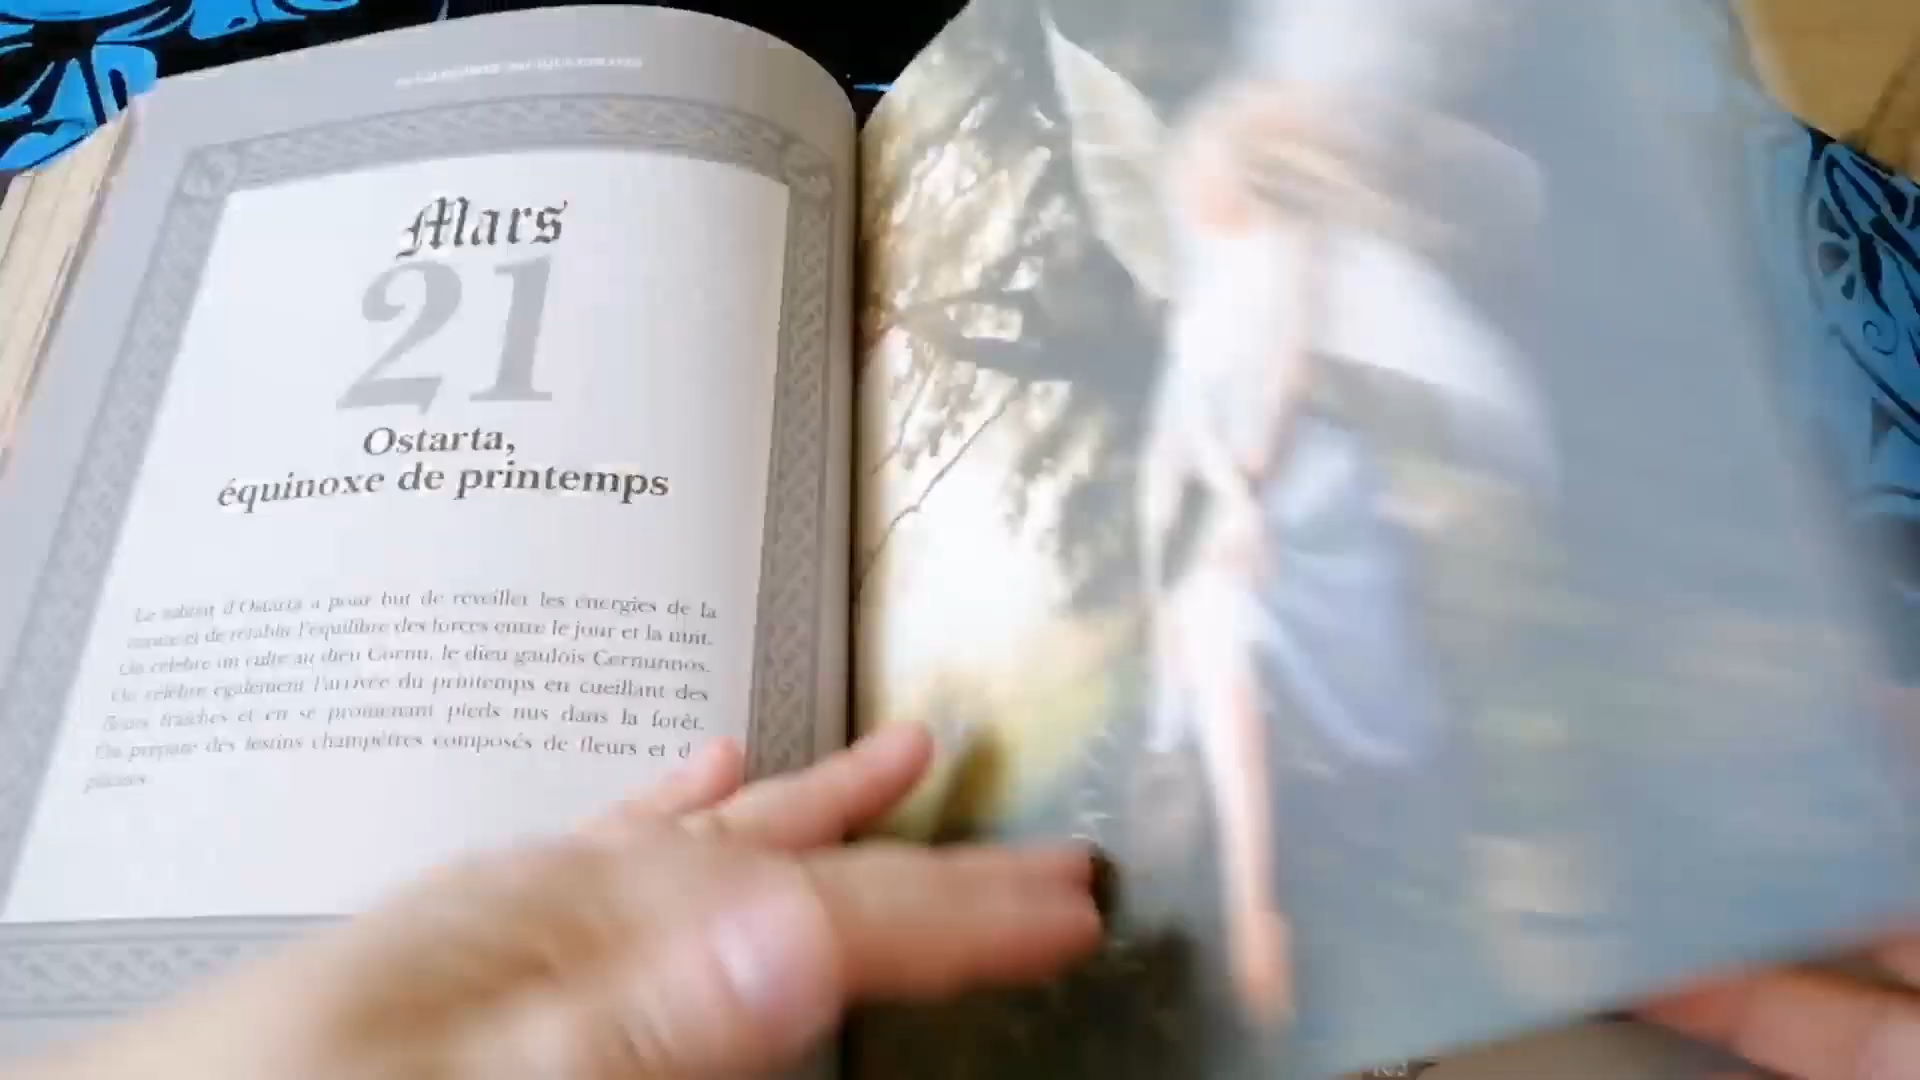 Mars
21
Ostarta,
équinoxe de printemps
Le sabbat d'Ostarta a pour but de reveiller les énergies de la
et de rétablir l'équilibre des forces entre le jour et la nuit.
On célèbre un culte au dieu Cornu, le dieu gaulois Cernunnos.
On célèbre également l'arrivée du printemps en cueillant des
fleurs fraîches et en se promenant pieds nus dans la forêt.
On prépare des festins champêtres composés de fleurs et d